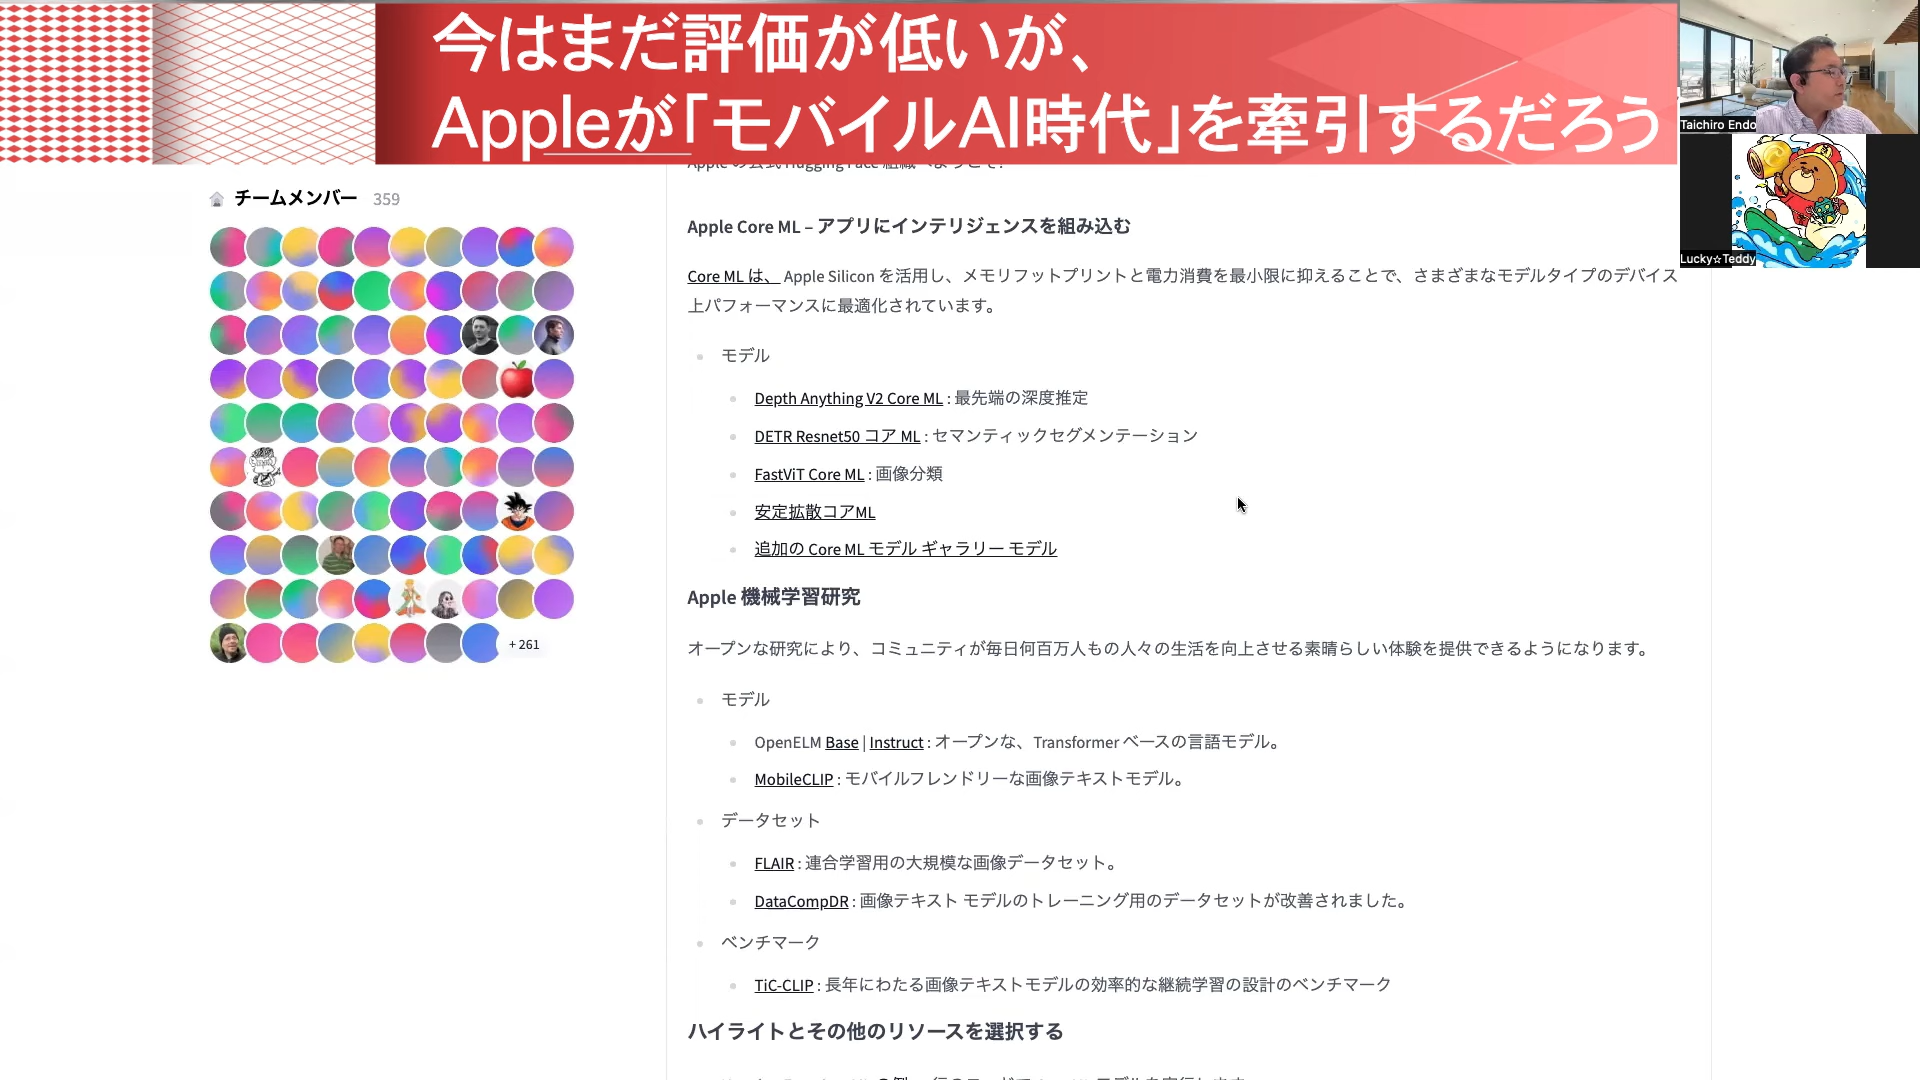 今はまだ評価が低いが、
Appleが「モバイルAI時代」を牽引するだろう
Taichiro Endo
Lucky☆Teddy
チームメンバー 359
+ 261
Apple Core ML – アプリにインテリジェンスを組み込む
Core ML は、 Apple Silicon を活用し、メモリフットプリントと電力消費を最小限に抑えることで、さまざまなモデルタイプのデバイス
上パフォーマンスに最適化されています。
モデル
Depth Anything V2 Core ML : 最先端の深度推定
DETR Resnet50 コア ML : セマンティックセグメンテーション
FastViT Core ML : 画像分類
安定拡散コアML
追加の Core ML モデル ギャラリー モデル
Apple 機械学習研究
オープンな研究により、コミュニティが毎日何百万人もの人々の生活を向上させる素晴らしい体験を提供できるようになります。
モデル
OpenELM Base | Instruct : オープンな、Transformer ベースの言語モデル。
MobileCLIP : モバイルフレンドリーな画像テキストモデル。
データセット
FLAIR : 連合学習用の大規模な画像データセット。
DataCompDR : 画像テキスト モデルのトレーニング用のデータセットが改善されました。
ベンチマーク
TiC-CLIP : 長年にわたる画像テキストモデルの効率的な継続学習の設計のベンチマーク
ハイライトとその他のリソースを選択する